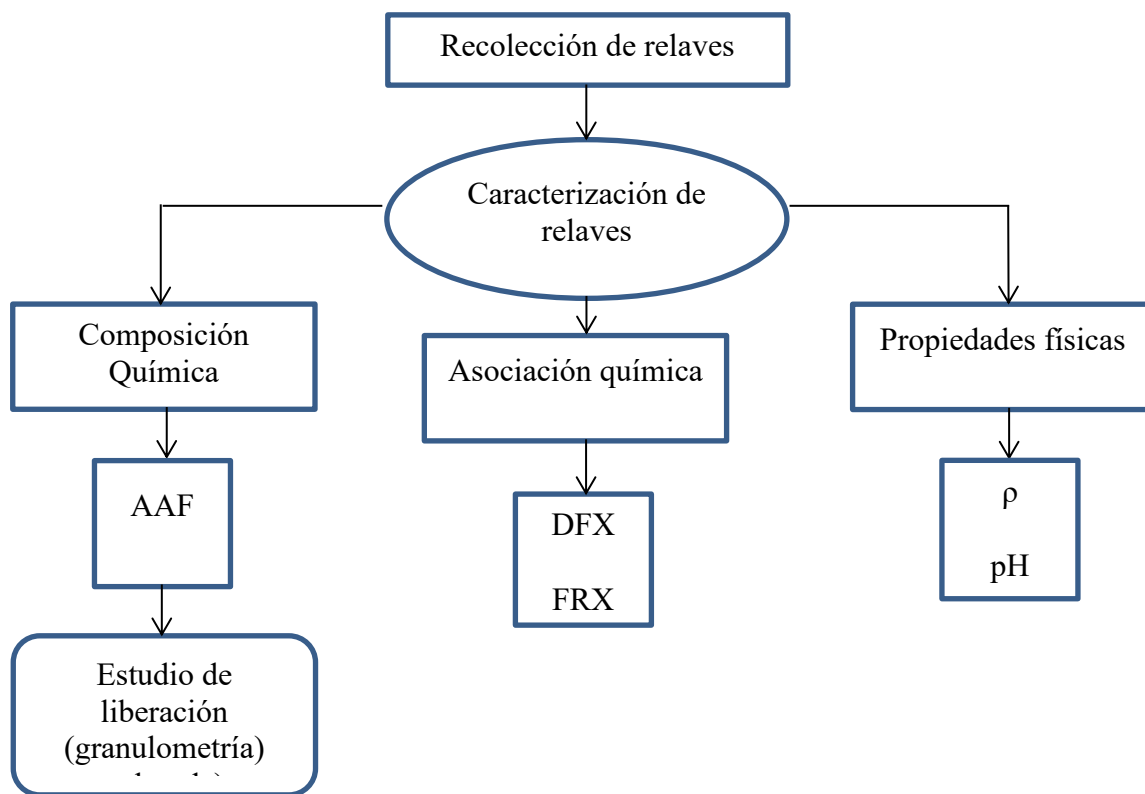 Recolección de relaves
Caracterización de
relaves
Composición
Química
Asociación química
Propiedades físicas
AAF
DFX
FRX
ρ
pH
Estudio de
liberación
(granulometría)